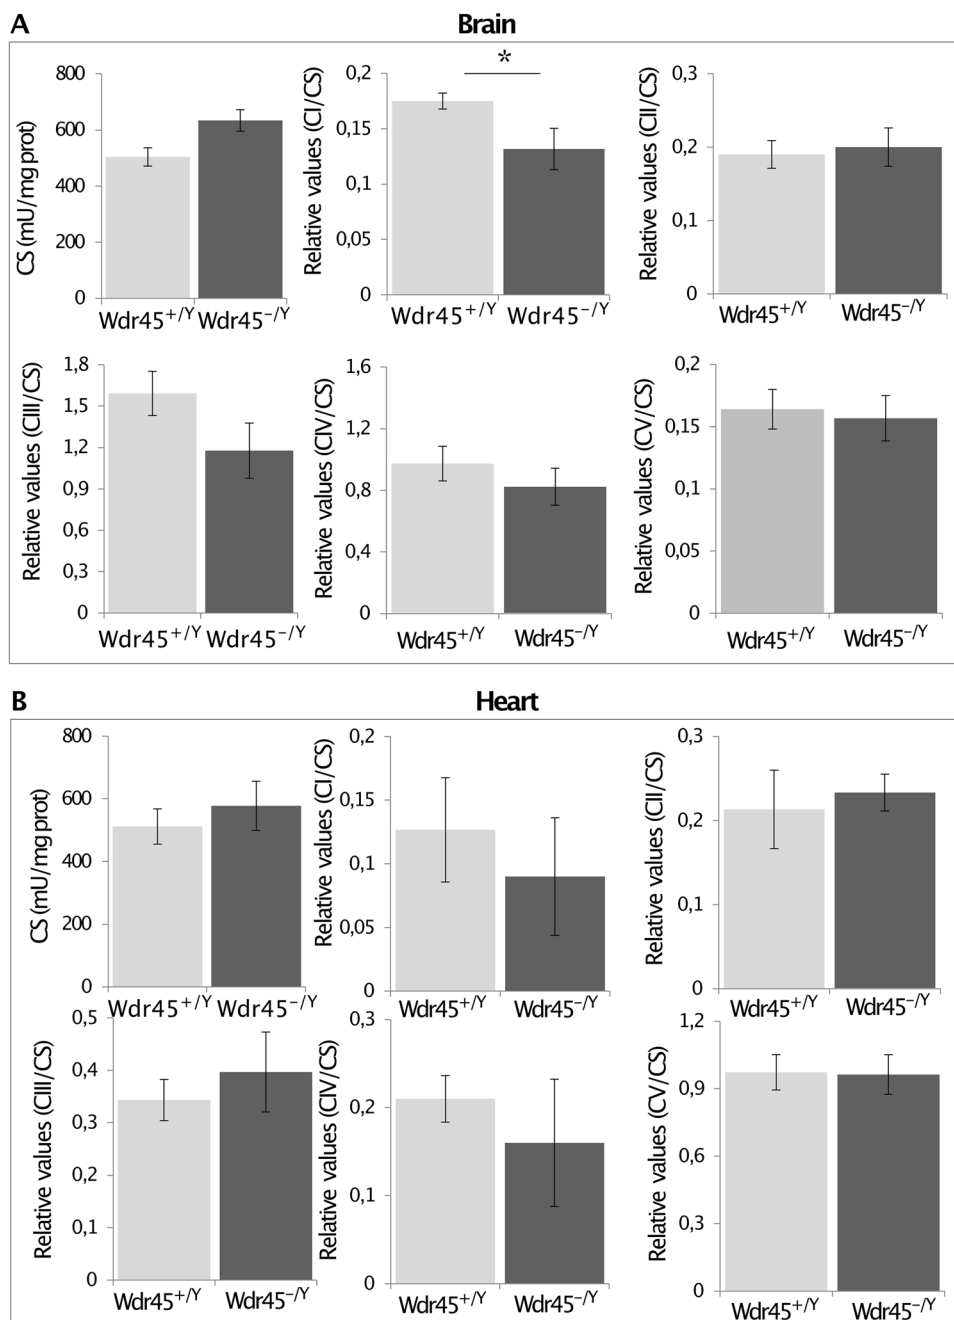 A
Brain
CS (mU/mg prot)
800
600
400
200
0
Wdr45+/Y
Wdr45−/Y
Relative values (CI/CS)
0,2
0,15
0,1
0,05
0
*
Wdr45+/Y
Wdr45−/Y
Relative values (CII/CS)
0,3
0,2
0,1
0
Wdr45+/Y
Wdr45−/Y
Relative values (CIII/CS)
1,8
1,5
1,2
0,9
0,6
0,3
0
Wdr45+/Y
Wdr45−/Y
Relative values (CIV/CS)
1,6
1,2
0,8
0,4
0
Wdr45+/Y
Wdr45−/Y
Relative values (CV/CS)
0,2
0,15
0,1
0,05
0
Wdr45+/Y
Wdr45−/Y
B
Heart
CS (mU/mg prot)
800
600
400
200
0
Wdr45+/Y
Wdr45−/Y
Relative values (CI/CS)
0,2
0,15
0,1
0,05
0
Wdr45+/Y
Wdr45−/Y
Relative values (CII/CS)
0,3
0,2
0,1
0
Wdr45+/Y
Wdr45−/Y
Relative values (CIII/CS)
0,5
0,4
0,3
0,2
0,1
0
Wdr45+/Y
Wdr45−/Y
Relative values (CIV/CS)
0,3
0,2
0,1
0
Wdr45+/Y
Wdr45−/Y
Relative values (CV/CS)
1,2
0,9
0,6
0,3
0
Wdr45+/Y
Wdr45−/Y